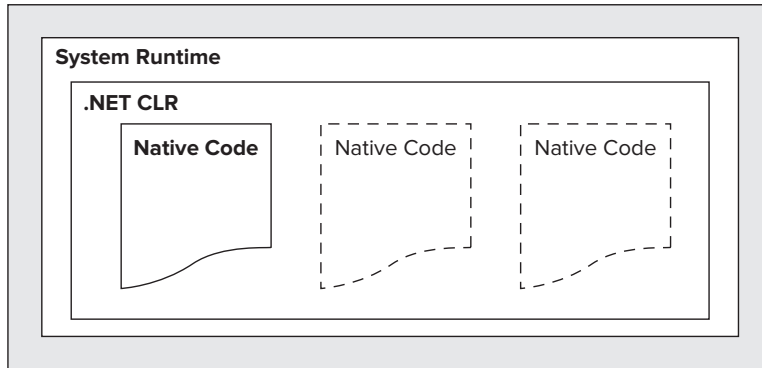 System Runtime
.NET CLR
Native Code
Native Code
Native Code